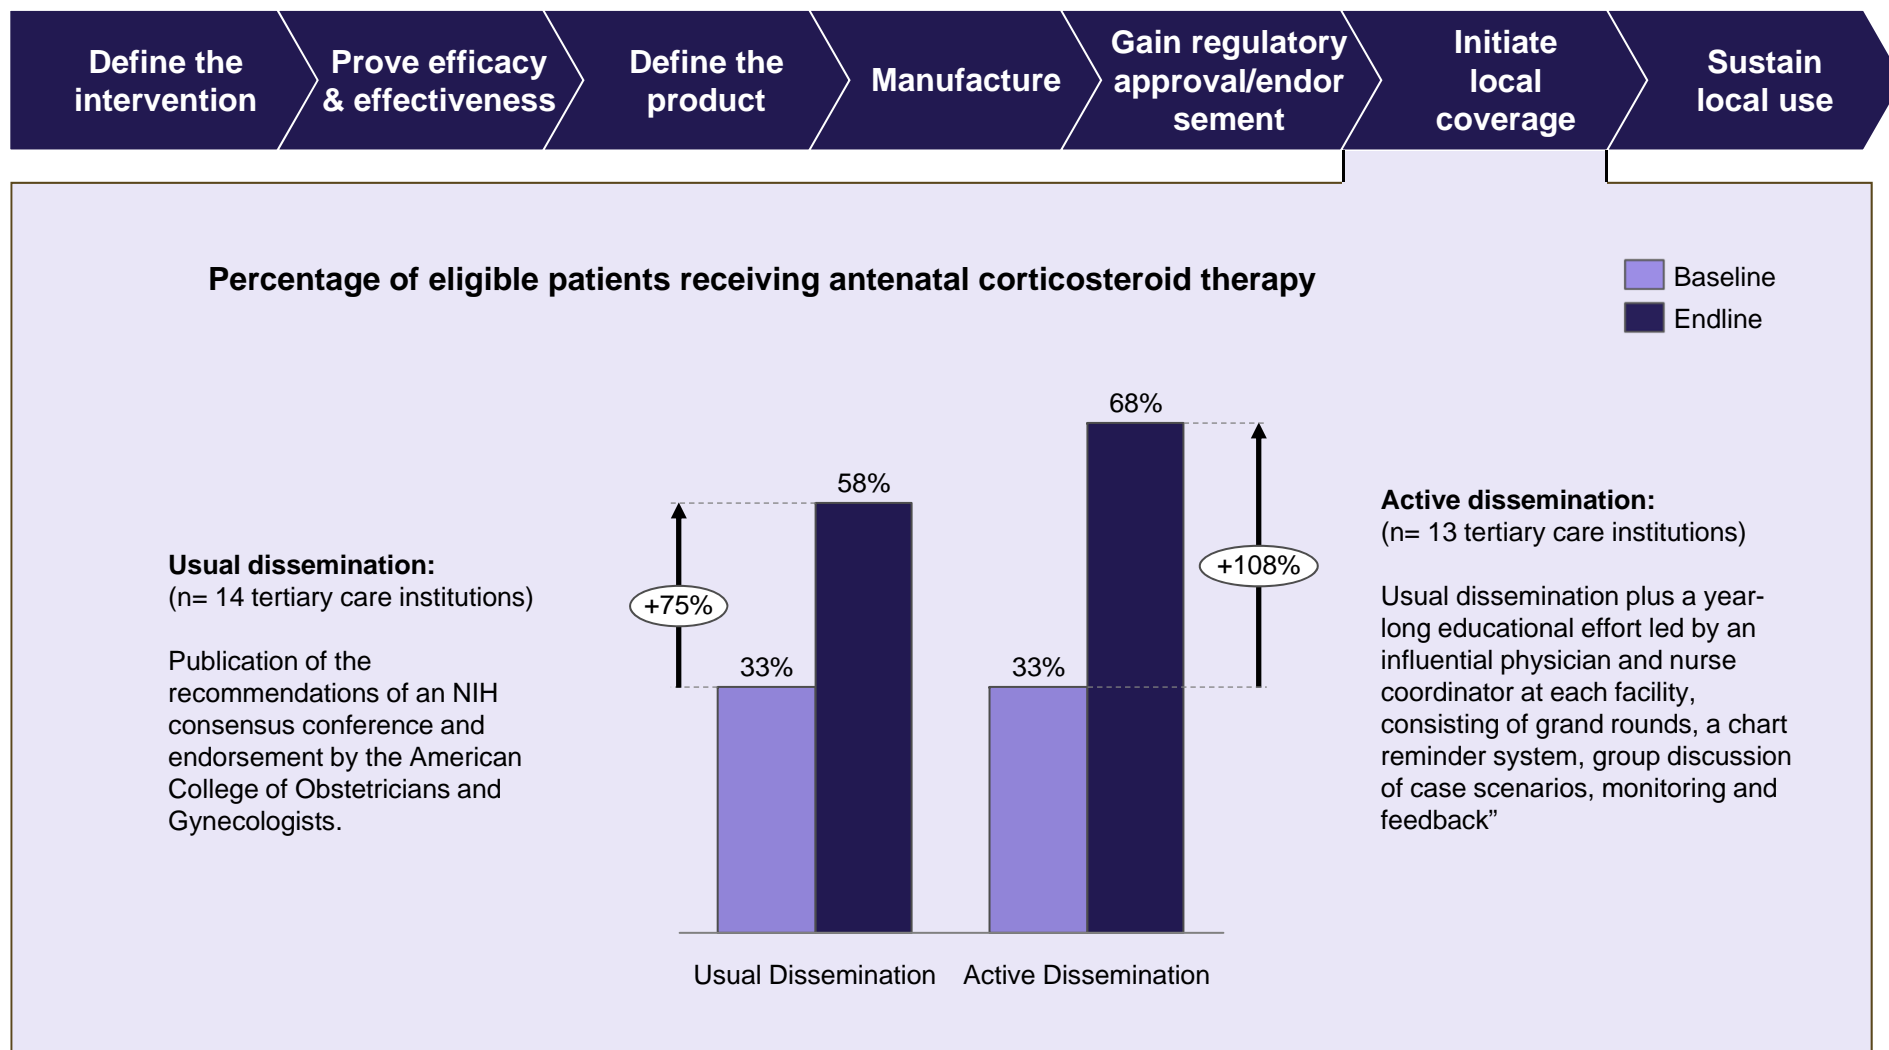 Define the
intervention
Prove efficacy
& effectiveness
Define the
product
Manufacture
Gain regulatory
approval/endor
sement
Initiate
local
coverage
Sustain
local use
Percentage of eligible patients receiving antenatal corticosteroid therapy
Baseline
Endline
Usual dissemination:
(n= 14 tertiary care institutions)
Publication of the
recommendations of an NIH
consensus conference and
endorsement by the American
College of Obstetricians and
Gynecologists.
+75%
33%
58%
33%
68%
+108%
Usual Dissemination
Active Dissemination
Active dissemination:
(n= 13 tertiary care institutions)
Usual dissemination plus a year-
long educational effort led by an
influential physician and nurse
coordinator at each facility,
consisting of grand rounds, a chart
reminder system, group discussion
of case scenarios, monitoring and
feedback”